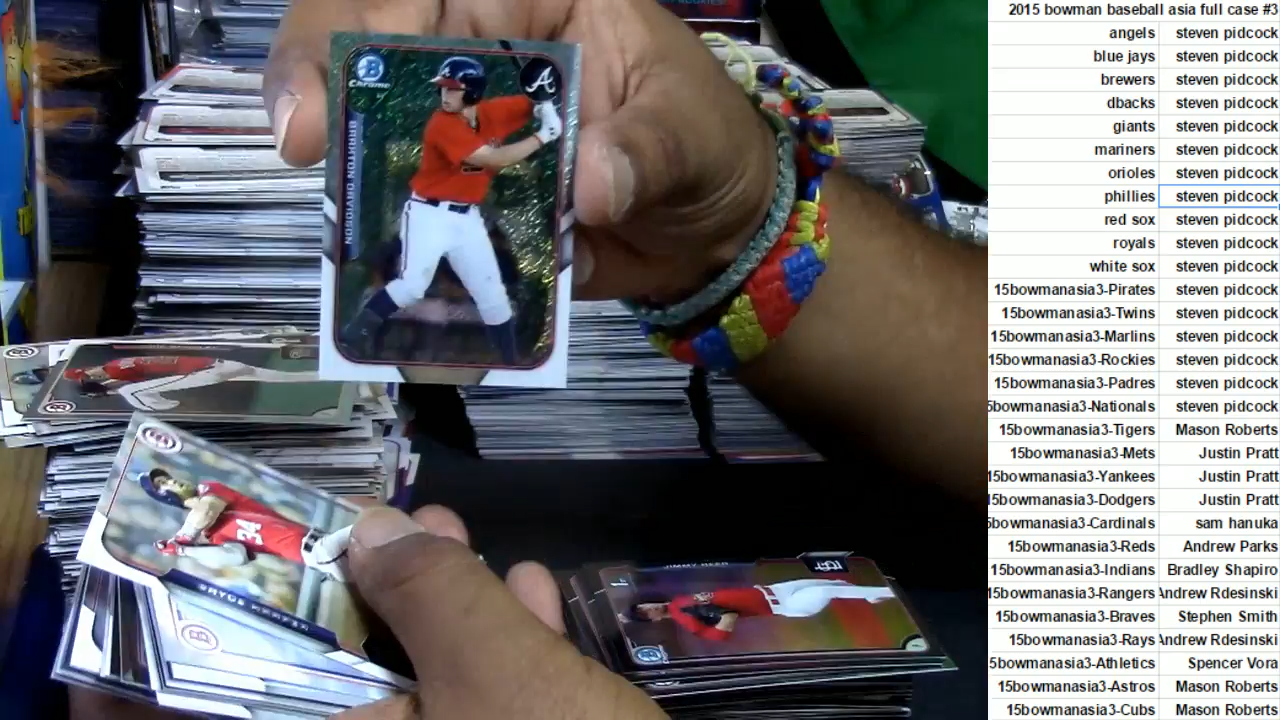 2015 bowman baseball asia full case #3
angels steven pidcock
blue jays steven pidcock
brewers steven pidcock
dbacks steven pidcock
giants steven pidcock
mariners steven pidcock
orioles steven pidcock
phillies steven pidcock
red sox steven pidcock
royals steven pidcock
white sox steven pidcock
15bowmanasia3-Pirates steven pidcock
15bowmanasia3-Twins steven pidcock
15bowmanasia3-Marlins steven pidcock
15bowmanasia3-Rockies steven pidcock
15bowmanasia3-Padres steven pidcock
5bowmanasia3-Nationals steven pidcock
15bowmanasia3-Tigers Mason Roberts
15bowmanasia3-Mets Justin Pratt
15bowmanasia3-Yankees Justin Pratt
15bowmanasia3-Dodgers Justin Pratt
5bowmanasia3-Cardinals sam hanuka
15bowmanasia3-Reds Andrew Parks
15bowmanasia3-Indians Bradley Shapiro
15bowmanasia3-Rangers Andrew Rdesinski
15bowmanasia3-Braves Stephen Smith
15bowmanasia3-Rays Andrew Rdesinski
5bowmanasia3-Athletics Spencer Vora
15bowmanasia3-Astros Mason Roberts
15bowmanasia3-Cubs Mason Roberts
B
Chrome
A
BRAXTON DAVIDSON
34
BRYCE HARPER